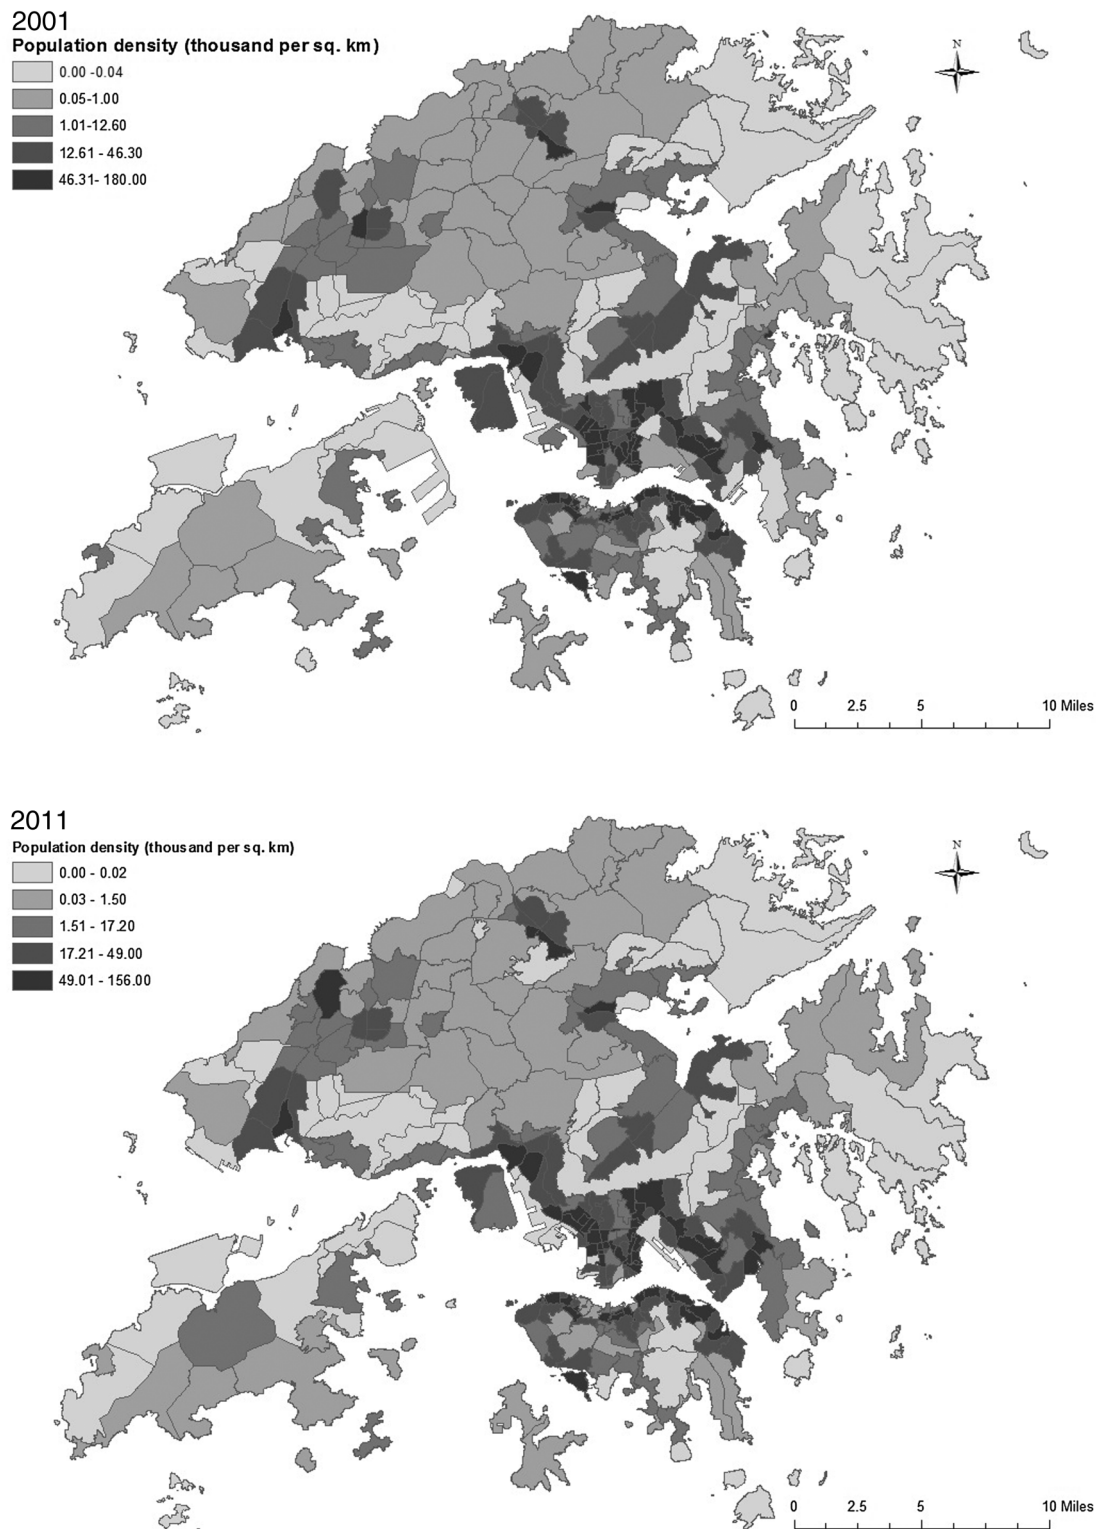 2001
Population density (thousand per sq. km)
0.00 -0.04
0.05-1.00
1.01-12.60
12.61 - 46.30
46.31- 180.00
N
0 2.5 5 10 Miles
2011
Population density (thousand per sq. km)
0.00 - 0.02
0.03 - 1.50
1.51 - 17.20
17.21 - 49.00
49.01 - 156.00
N
0 2.5 5 10 Miles